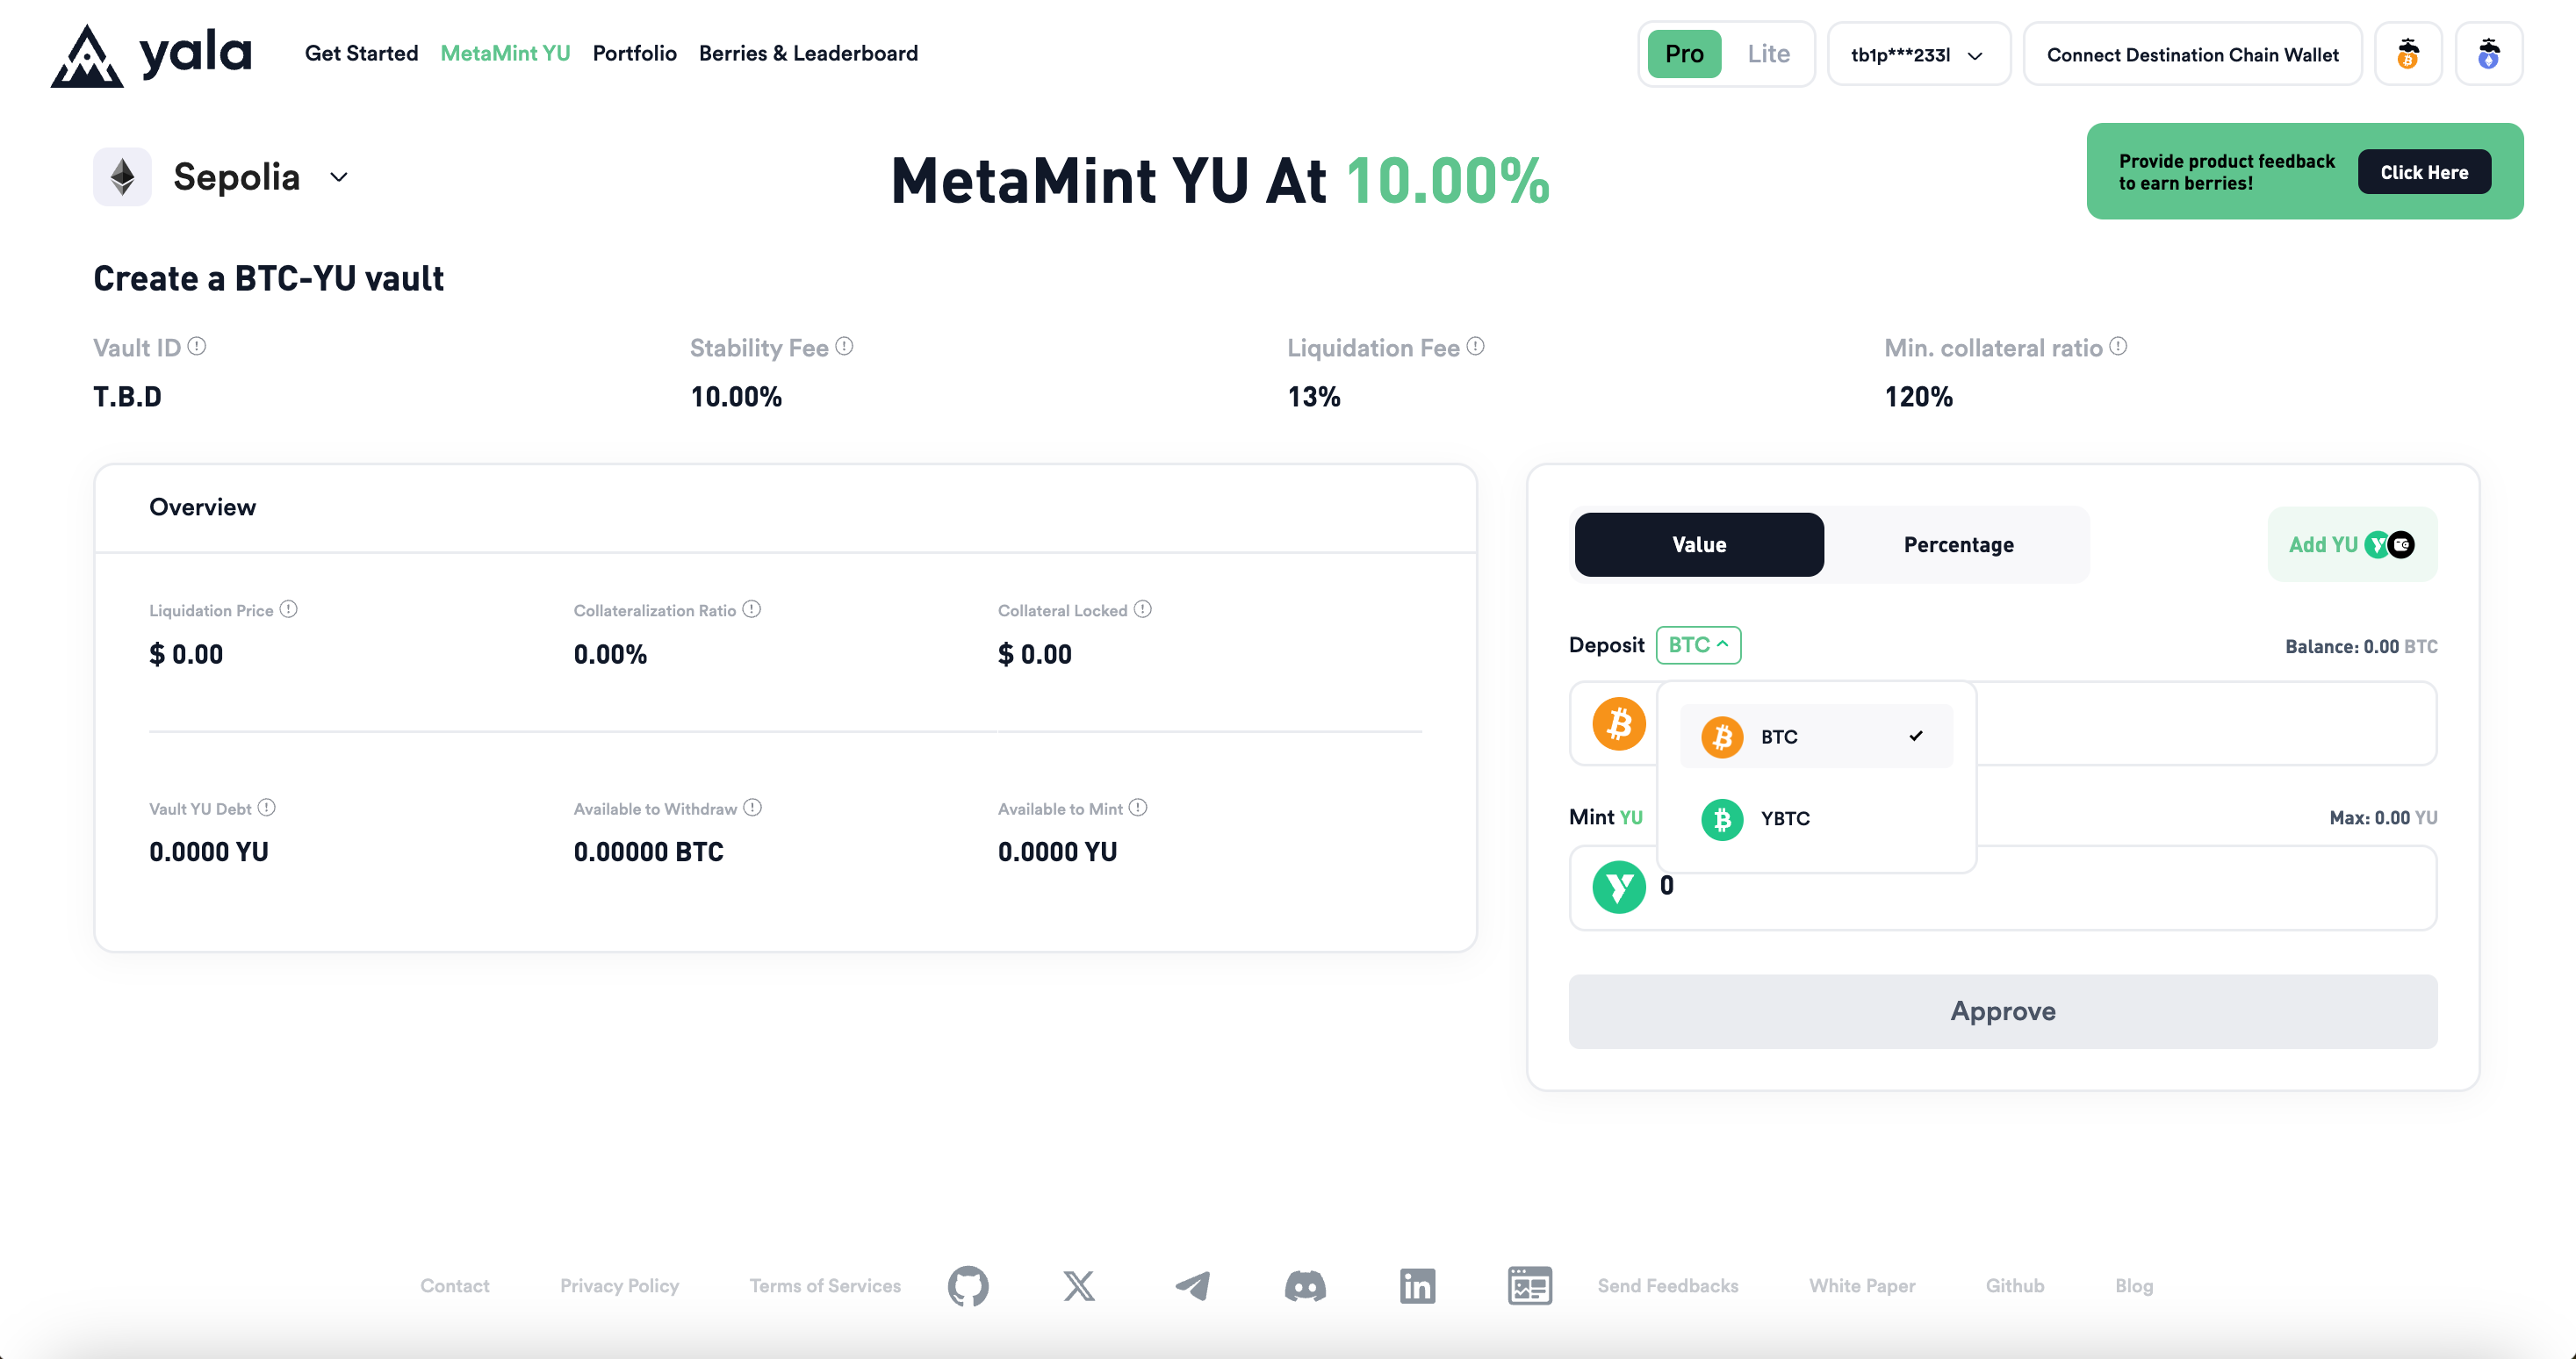 yala
Get Started
MetaMint YU
Portfolio
Berries & Leaderboard
Pro
Lite
tb1p***233l
Connect Destination Chain Wallet
Sepolia
MetaMint YU At 10.00%
Provide product feedback
to earn berries!
Click Here
Create a BTC-YU vault
Vault ID
T.B.D
Stability Fee
10.00%
Liquidation Fee
13%
Min. collateral ratio
120%
Overview
Liquidation Price
$ 0.00
Collateralization Ratio
0.00%
Collateral Locked
$ 0.00
Vault YU Debt
0.0000 YU
Available to Withdraw
0.00000 BTC
Available to Mint
0.0000 YU
Value
Percentage
Add YU
Deposit
BTC
Balance: 0.00 BTC
BTC
YBTC
Mint YU
Max: 0.00 YU
0
Approve
Contact
Privacy Policy
Terms of Services
Send Feedbacks
White Paper
Github
Blog